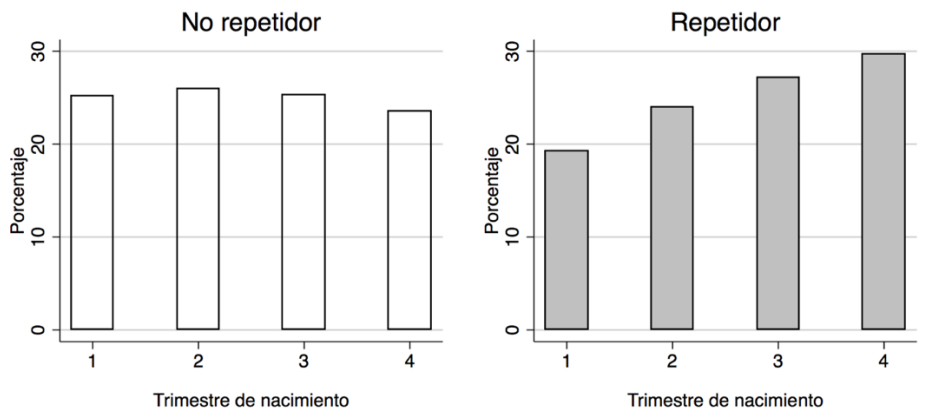 No repetidor
30
20
10
0
Porcentaje
1 2 3 4
Trimestre de nacimiento
Repetidor
30
20
10
0
Porcentaje
1 2 3 4
Trimestre de nacimiento